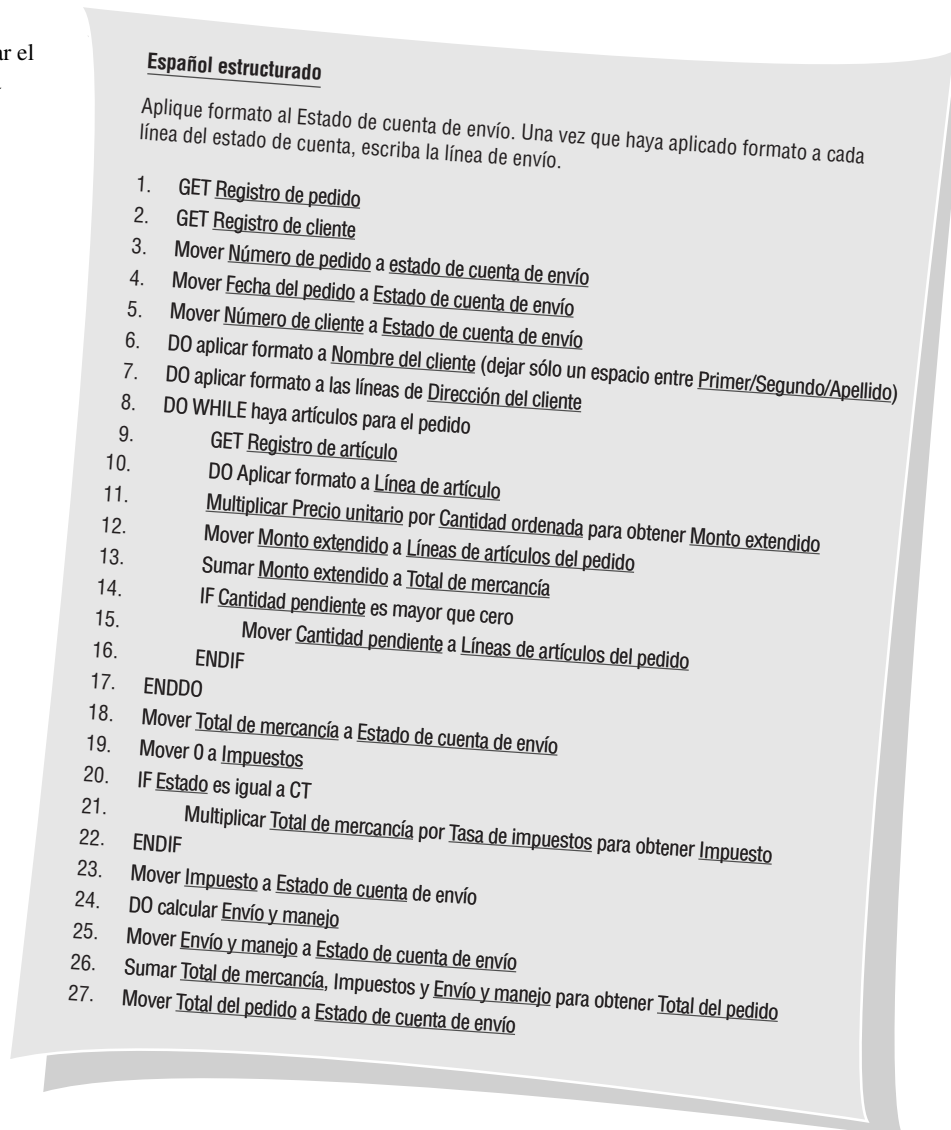 ar el
Español estructurado
Aplique formato al Estado de cuenta de envío. Una vez que haya aplicado formato a cada
línea del estado de cuenta, escriba la línea de envío.
1. GET Registro de pedido
2. GET Registro de cliente
3. Mover Número de pedido a estado de cuenta de envío
4. Mover Fecha del pedido a Estado de cuenta de envío
5. Mover Número de cliente a Estado de cuenta de envío
6. DO aplicar formato a Nombre del cliente (dejar sólo un espacio entre Primer/Segundo/Apellido)
7. DO aplicar formato a las líneas de Dirección del cliente
8. DO WHILE haya artículos para el pedido
9. GET Registro de artículo
10. DO Aplicar formato a Línea de artículo
11. Multiplicar Precio unitario por Cantidad ordenada para obtener Monto extendido
12. Mover Monto extendido a Líneas de artículos del pedido
13. Sumar Monto extendido a Total de mercancía
14. IF Cantidad pendiente es mayor que cero
15. Mover Cantidad pendiente a Líneas de artículos del pedido
16. ENDIF
17. ENDDO
18. Mover Total de mercancía a Estado de cuenta de envío
19. Mover 0 a Impuestos
20. IF Estado es igual a CT
21. Multiplicar Total de mercancía por Tasa de impuestos para obtener Impuesto
22. ENDIF
23. Mover Impuesto a Estado de cuenta de envío
24. DO calcular Envío y manejo
25. Mover Envío y manejo a Estado de cuenta de envío
26. Sumar Total de mercancía, Impuestos y Envío y manejo para obtener Total del pedido
27. Mover Total del pedido a Estado de cuenta de envío